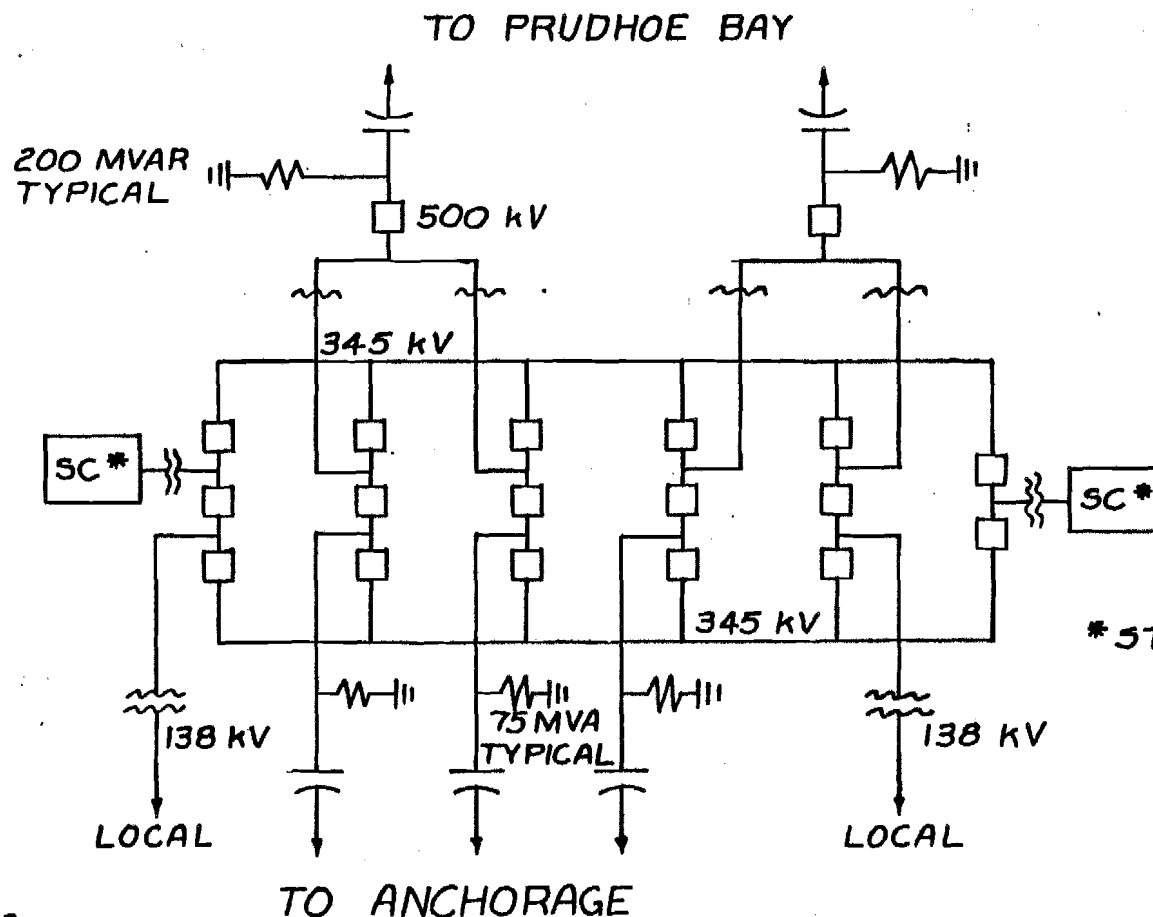 TO PRUDHOE BAY
200 MVAR
TYPICAL
500 kV
345 kV
SC*
SC*
345 kV
* ST
75 MVA
TYPICAL
138 kV
138 kV
LOCAL
LOCAL
TO ANCHORAGE